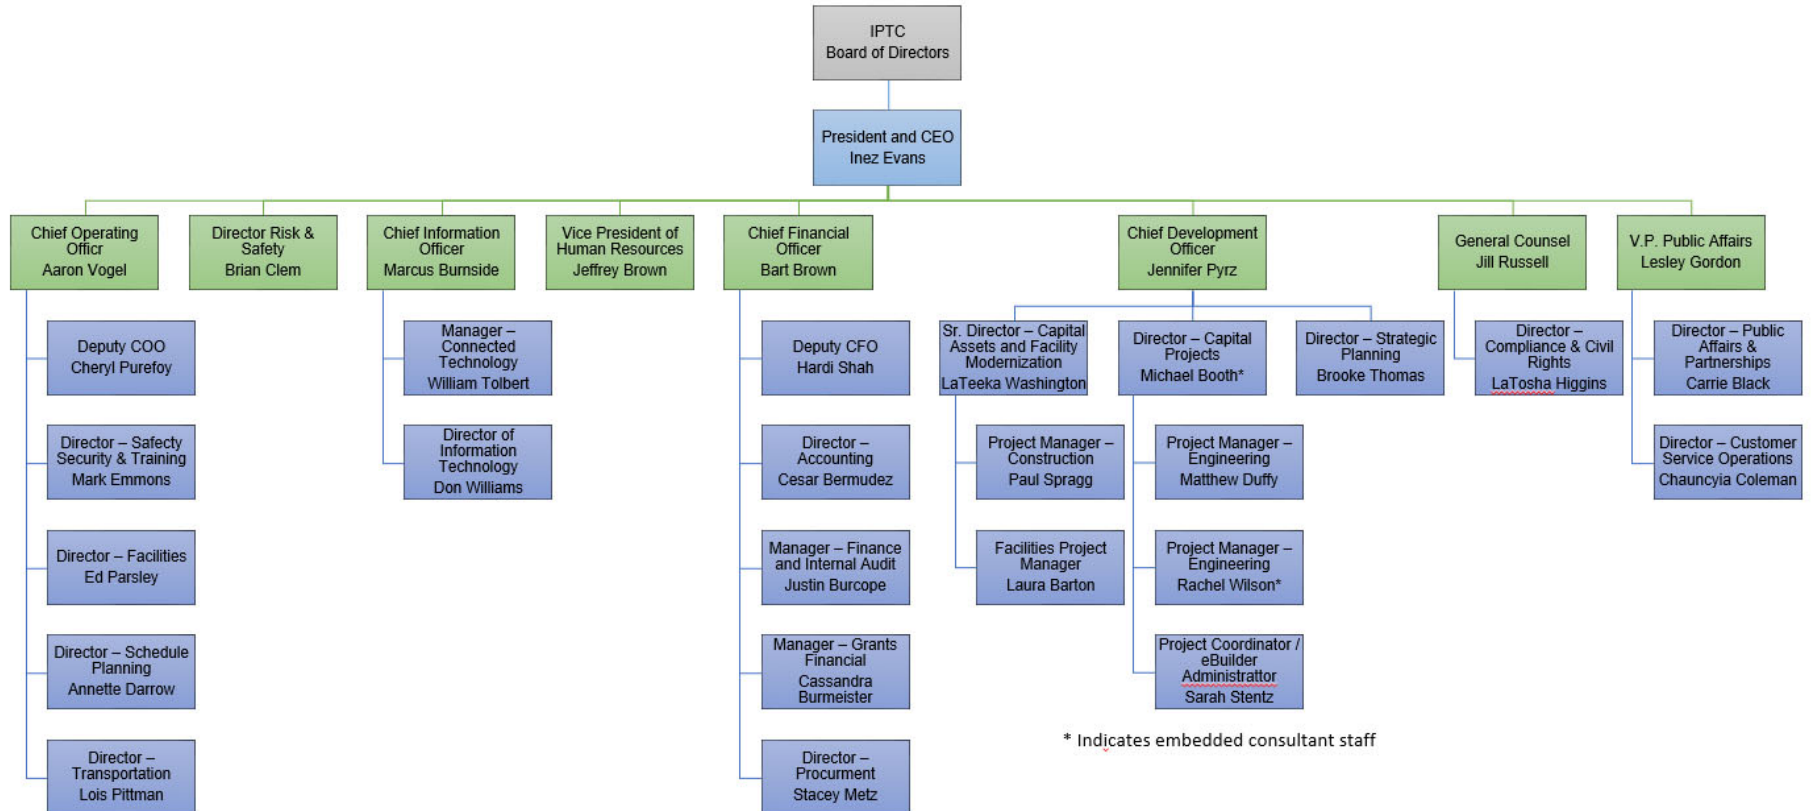 IPTC
Board of Directors
President and CEO
Inez Evans
Chief Operating
Officr
Aaron Vogel
Director Risk &
Safety
Brian Clem
Chief Information
Officer
Marcus Burnside
Vice President of
Human Resources
Jeffrey Brown
Chief Financial
Officer
Bart Brown
Chief Development
Officer
Jennifer Pyrz
General Counsel
Jill Russell
V.P. Public Affairs
Lesley Gordon
Deputy COO
Cheryl Purefoy
Director – Safecty
Security & Training
Mark Emmons
Director – Facilities
Ed Parsley
Director – Schedule
Planning
Annette Darrow
Director –
Transportation
Lois Pittman
Manager –
Connected
Technology
William Tolbert
Director of
Information
Technology
Don Williams
Deputy CFO
Hardi Shah
Director –
Accounting
Cesar Bermudez
Manager – Finance
and Internal Audit
Justin Burcope
Manager – Grants
Financial
Cassandra
Burmeister
Director –
Procurment
Stacey Metz
Sr. Director – Capital
Assets and Facility
Modernization
LaTeeka Washington
Project Manager –
Construction
Paul Spragg
Facilities Project
Manager
Laura Barton
Director – Capital
Projects
Michael Booth*
Project Manager –
Engineering
Matthew Duffy
Project Manager –
Engineering
Rachel Wilson*
Project Coordinator /
eBuilder
Administrattor
Sarah Stentz
Director – Strategic
Planning
Brooke Thomas
Director –
Compliance & Civil
Rights
LaTosha Higgins
Director – Public
Affairs &
Partnerships
Carrie Black
Director – Customer
Service Operations
Chauncyia Coleman
* Indicates embedded consultant staff